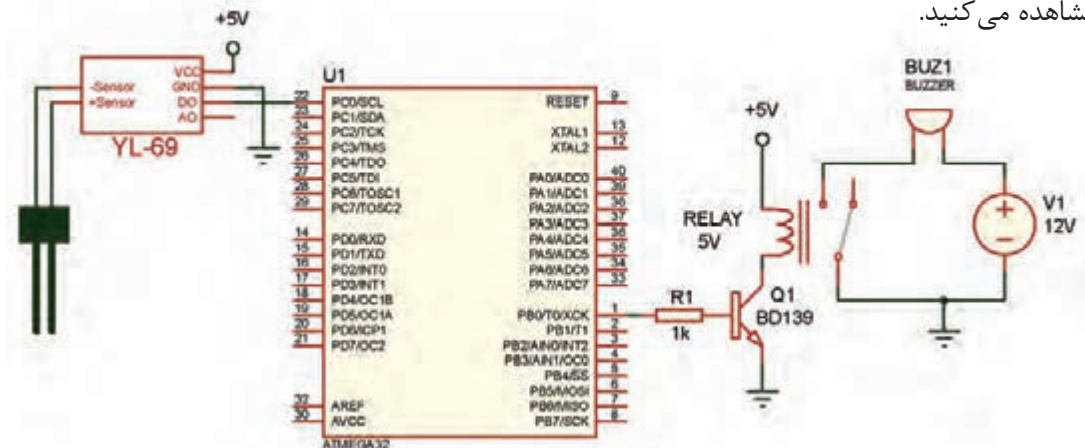 شاهده می‌کنید.
+5V
VCC
GND
DO
AO
-Sensor
+Sensor
YL-69
U1
22 PC0/SCL
23 PC1/SDA
24 PC2/TCK
25 PC3/TMS
26 PC4/TDO
27 PC5/TDI
28 PC6/TOSC1
29 PC7/TOSC2
14 PD0/RXD
15 PD1/TXD
16 PD2/INT0
17 PD3/INT1
18 PD4/OC1B
19 PD5/OC1A
20 PD6/ICP1
21 PD7/OC2
32 AREF
30 AVCC
RESET 9
XTAL1 13
XTAL2 12
PA0/ADC0 40
PA1/ADC1 39
PA2/ADC2 38
PA3/ADC3 37
PA4/ADC4 36
PA5/ADC5 35
PA6/ADC6 34
PA7/ADC7 33
PB0/T0/XCK 1
PB1/T1 2
PB2/AIN0/INT2 3
PB3/AIN1/OC0 4
PB4/SS 5
PB5/MOSI 6
PB6/MISO 7
PB7/SCK 8
ATMEGA32
R1
1k
+5V
RELAY
5V
Q1
BD139
BUZ1
BUZZER
V1
12V